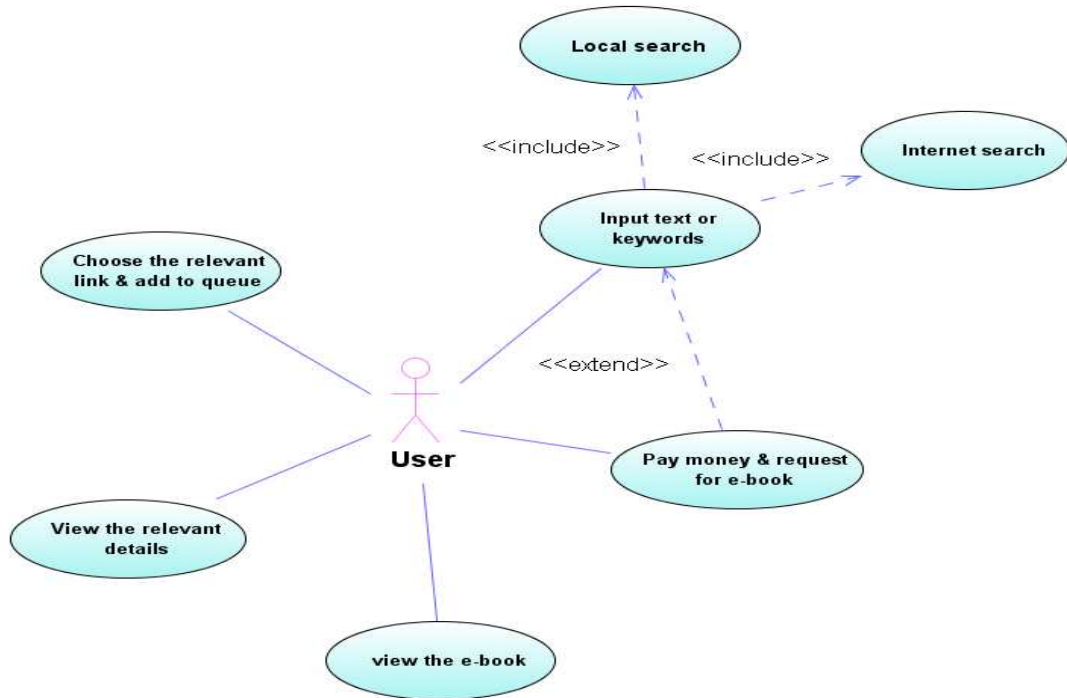 Local search
<<include>>
<<include>>
Internet search
Input text or
keywords
Choose the relevant
link & add to queue
<<extend>>
User
Pay money & request
for e-book
View the relevant
details
view the e-book